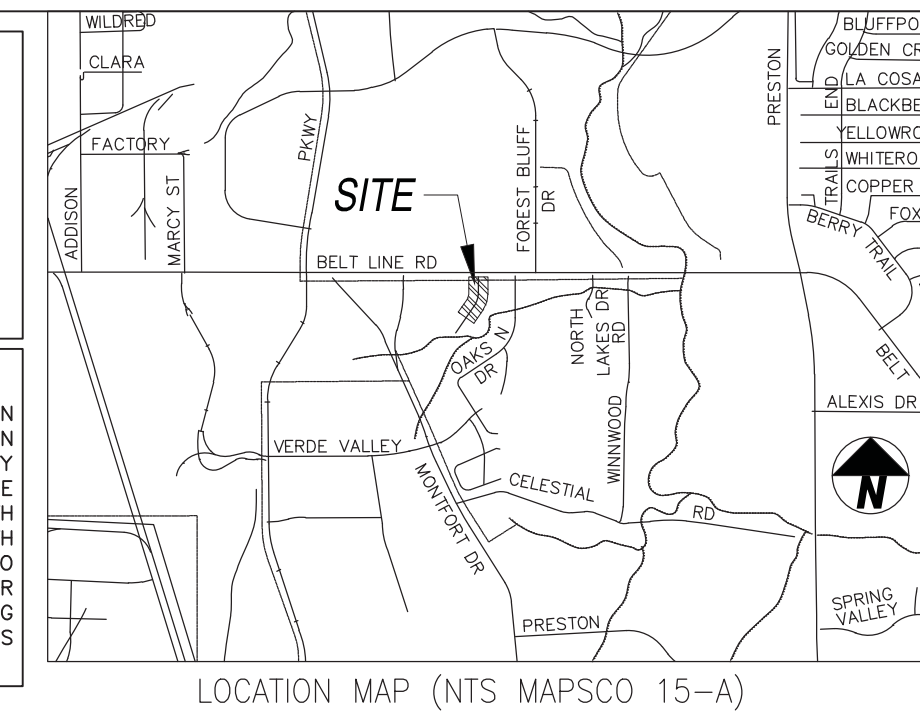 WILDRED
CLARA
FACTORY
ADDISON
MARCY ST
PKWY
SITE
FOREST BLUFF
DR
PRESTON
BLUFFPO
GOLDEN CR
LA COSA
BLACKBE
YELLOWRO
WHITERO
COPPER
FOX
TRAILS END
BERRY TRAIL
BELT LINE RD
BELT
ALEXIS DR
NORTH
LAKES DR
RD
WINNWOOD
OAKS N
DR
VERDE VALLEY
MONTFORT DR
CELESTIAL
RD
N
PRESTON
SPRING
VALLEY
N
N
Y
E
H
H
O
R
G
S
LOCATION MAP (NTS MAPSCO 15-A)